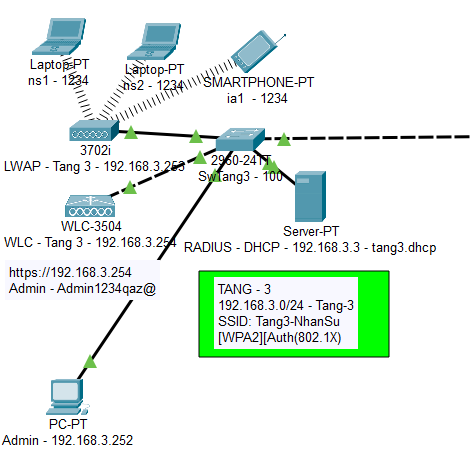 Laptop-PT
ns1 - 1234
Laptop-PT
ns2 - 1234
SMARTPHONE-PT
ia1 - 1234
3702i
LWAP - Tang 3 - 192.168.3.253
2960-24TT
SwTang3 - 100
WLC-3504
WLC - Tang 3 - 192.168.3.254
Server-PT
RADIUS - DHCP - 192.168.3.3 - tang3.dhcp
https://192.168.3.254
Admin - Admin1234qaz@
TANG - 3
192.168.3.0/24 - Tang-3
SSID: Tang3-NhanSu
[WPA2][Auth(802.1X)
PC-PT
Admin - 192.168.3.252